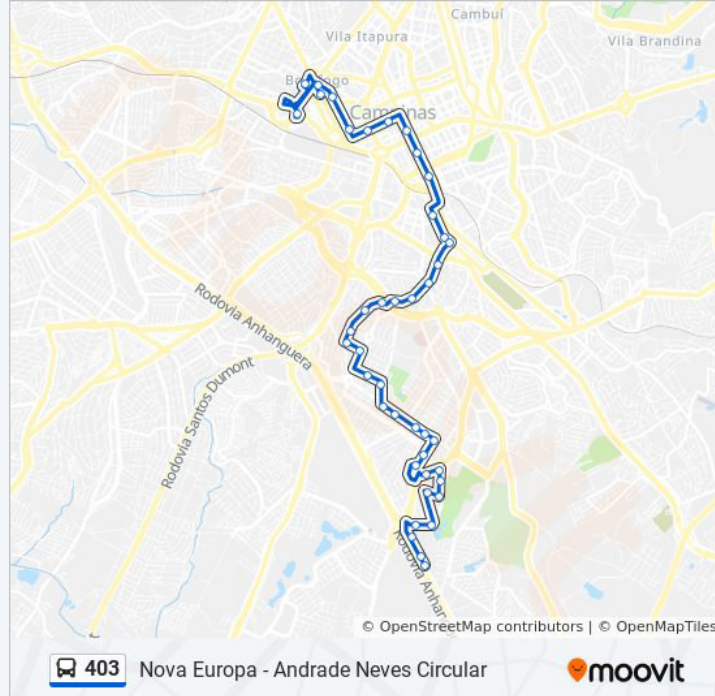 Cambuí
Vila Itapura
Vila Brandina
Campinas
Rodovia Anhanguera
Rodovia Santos Dumont
© OpenStreetMap contributors | © OpenMapTiles
403 Nova Europa - Andrade Neves Circular
moovit